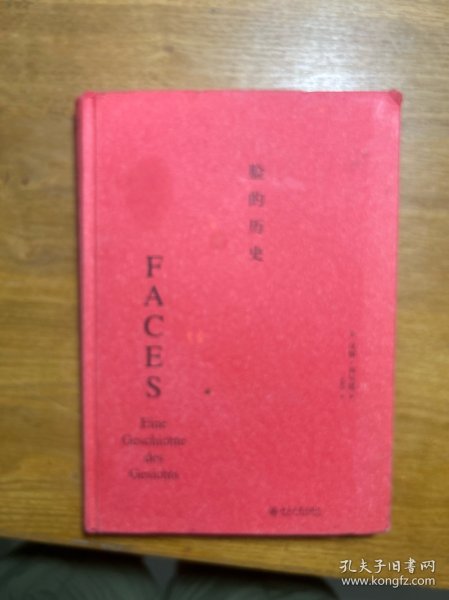 脸的历史
FACES
Eine
Geschichte
des
Gesichts
孔夫子旧书网
www.kongfz.com